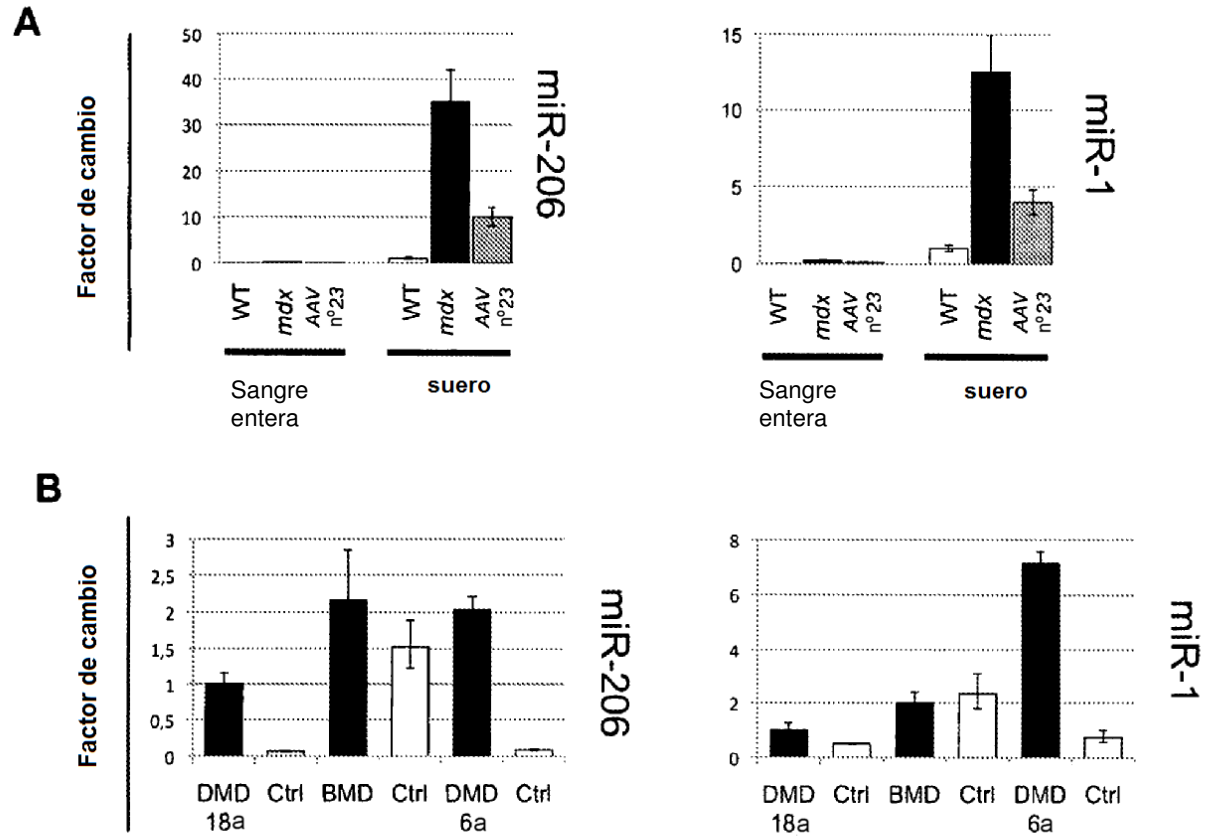 A
Factor de cambio
50
40
30
20
10
0
WT
mdx
AAV
nº23
WT
mdx
AAV
nº23
Sangre
entera
suero
miR-206
15
10
5
0
WT
mdx
AAV
nº23
WT
mdx
AAV
nº23
Sangre
entera
suero
miR-1
B
Factor de cambio
3
2,5
2
1,5
1
0,5
0
DMD Ctrl BMD Ctrl DMD Ctrl
18a 6a
miR-206
8
6
4
2
0
DMD Ctrl BMD Ctrl DMD Ctrl
18a 6a
miR-1